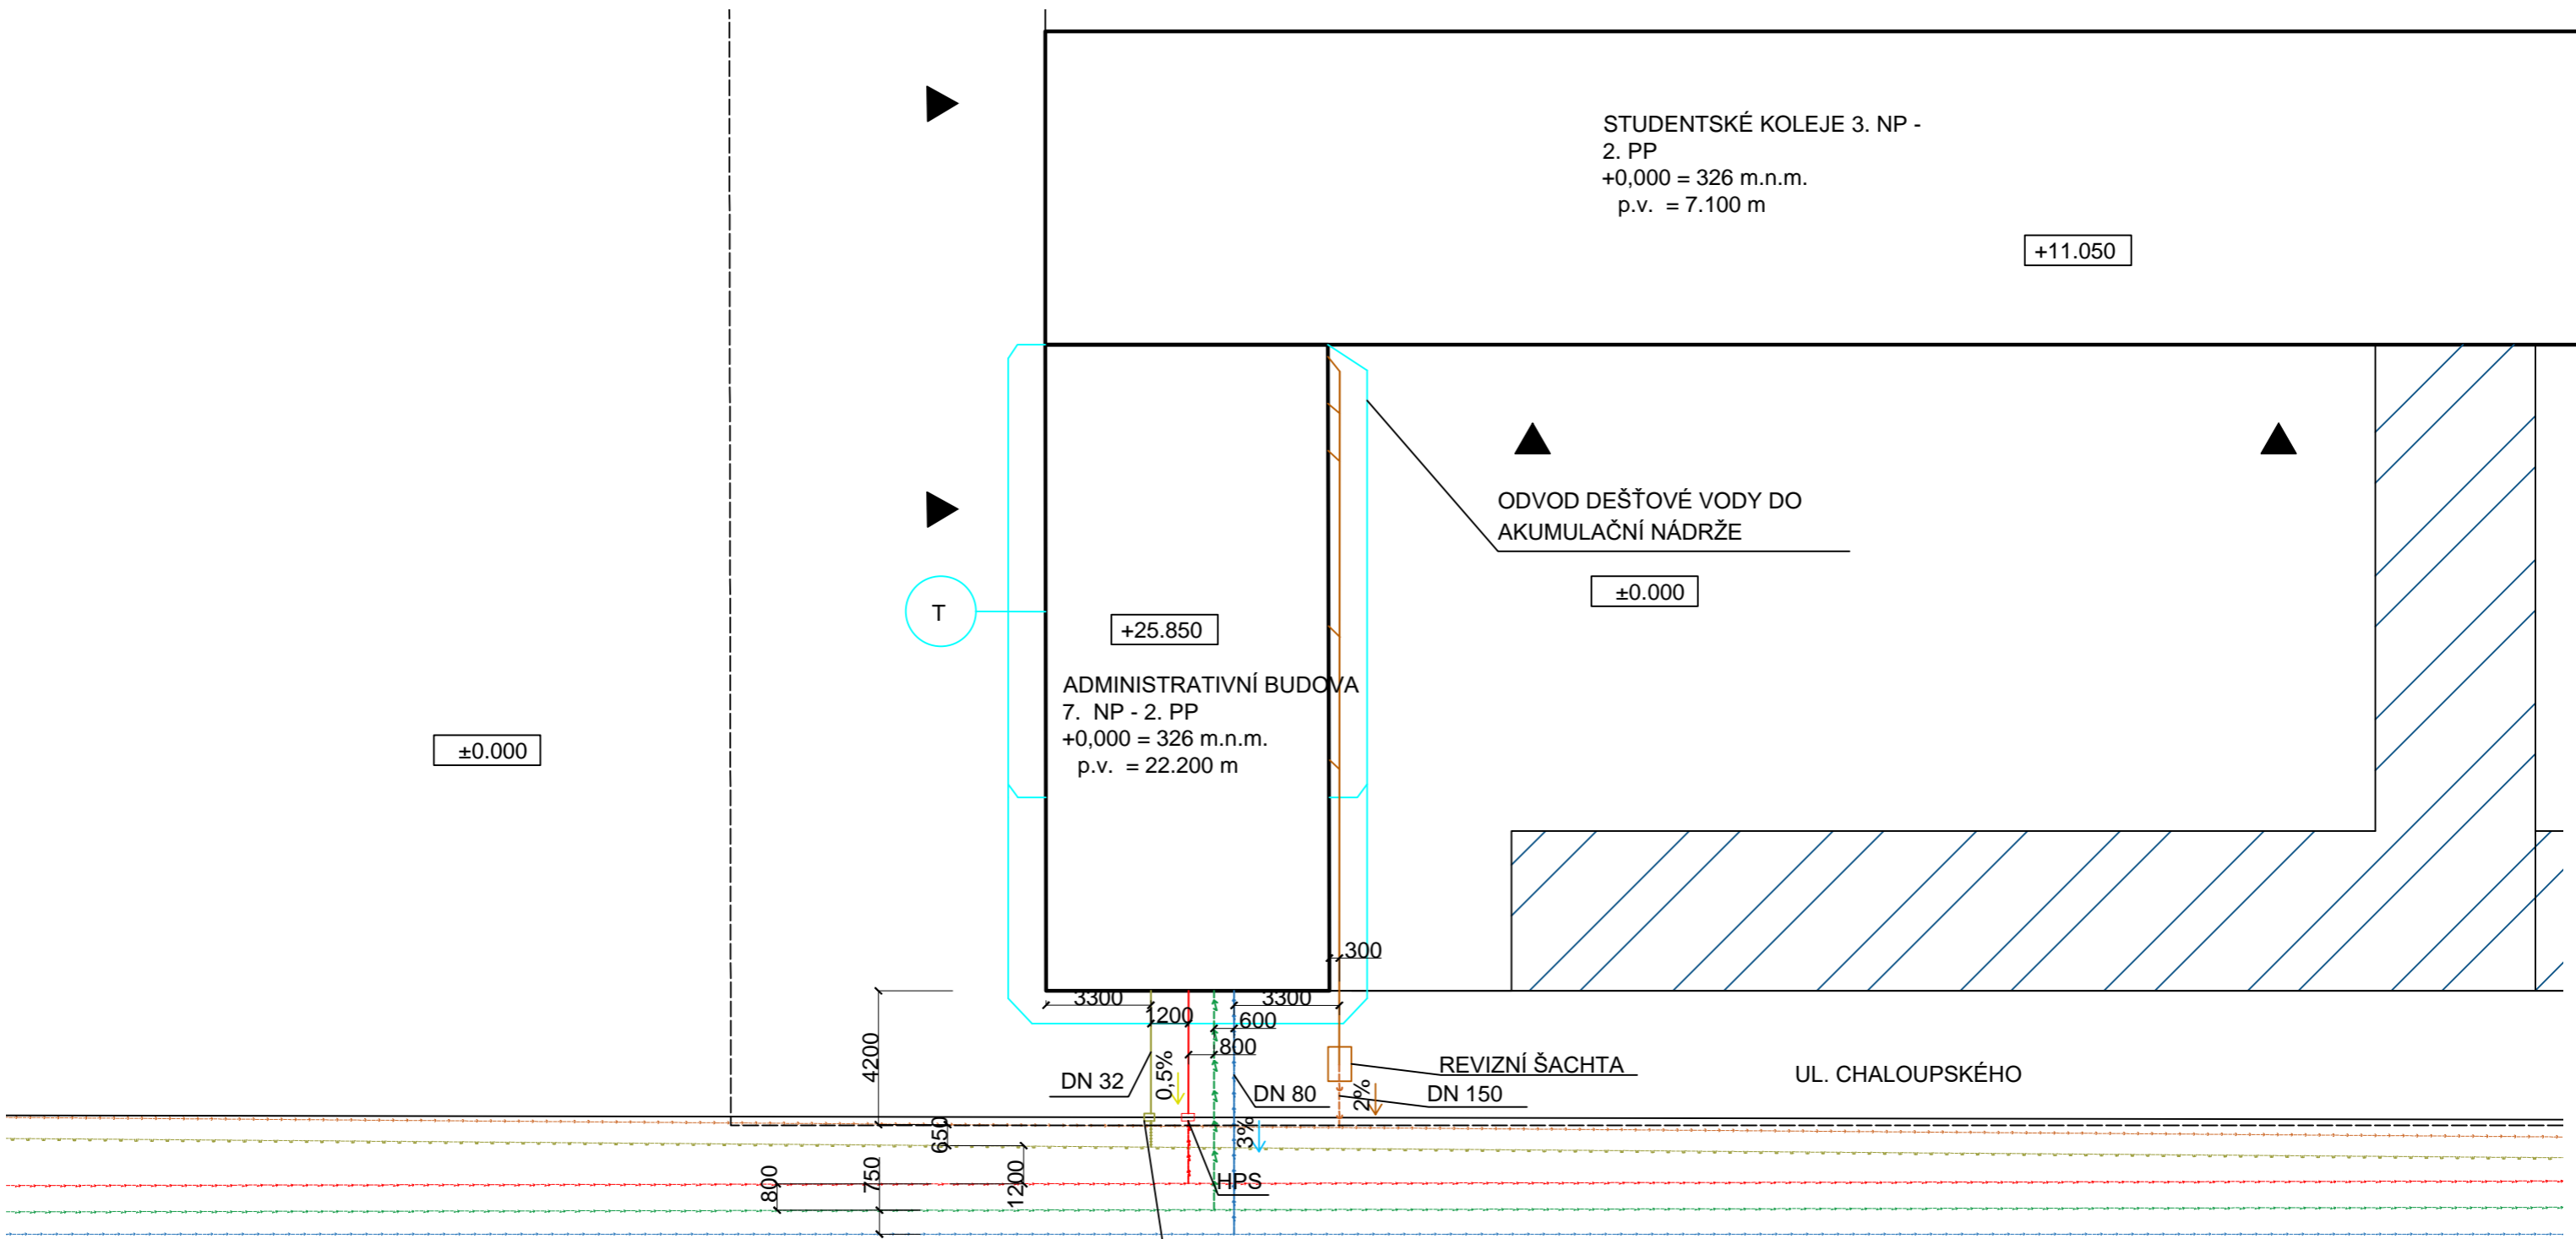 STUDENTSKÉ KOLEJE 3. NP -
2. PP
+0,000 = 326 m.n.m.
p.v. = 7.100 m
+11.050
ODVOD DEŠŤOVÉ VODY DO
AKUMULAČNÍ NÁDRŽE
±0.000
T
+25.850
ADMINISTRATIVNÍ BUDOVA
7. NP - 2. PP
+0,000 = 326 m.n.m.
p.v. = 22.200 m
±0.000
300
3300
3300
1200
600
800
4200
0,5%
DN 32
DN 80
2%
REVIZNÍ ŠACHTA
DN 150
UL. CHALOUPSKÉHO
650
3%
800
750
1200
HPS